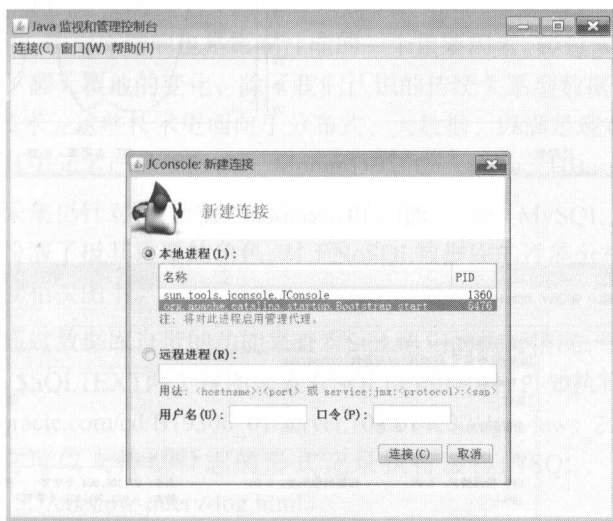 Java 监视和管理控制台
连接(C) 窗口(W) 帮助(H)
JConsole: 新建连接
新建连接
本地进程(L):
名称 PID
sun.tools.jconsole.JConsole 1360
org.apache.catalina.startup.Bootstrap start
注: 将对此进程启用管理代理。
远程进程(R):
用法: <hostname>:<port> 或 service:jmx:<protocol>:<sap>
用户名(U): 口令(P):
连接(C) 取消